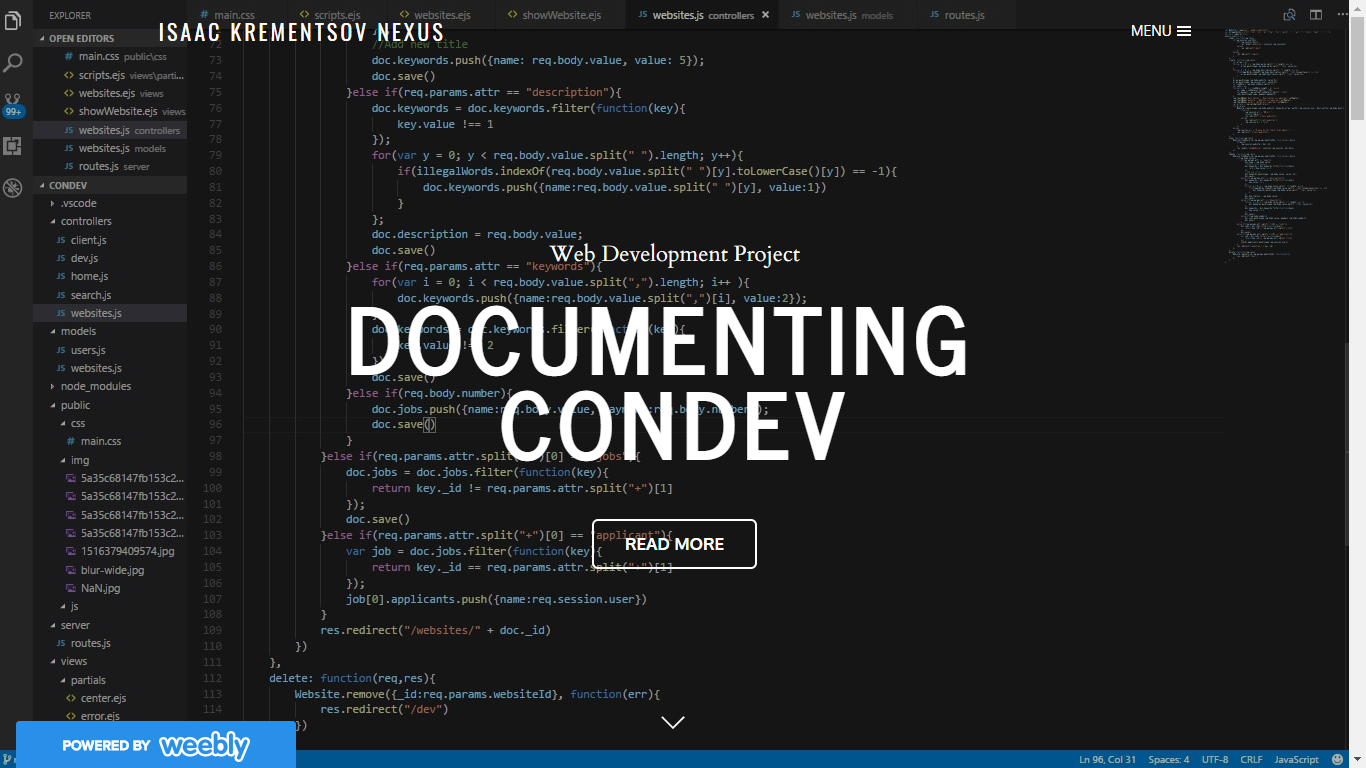 EXPLORER
main.css
scripts.ejs
websites.ejs
showWebsite.ejs
websites.js controllers
websites.js models
routes.js
ISAAC KREMENTSOV NEXUS
MENU
OPEN EDITORS
main.css public\css
scripts.ejs views\parti...
websites.ejs views
showWebsite.ejs views
websites.js controllers
websites.js models
routes.js server
99+
CONDEV
.vscode
controllers
client.js
dev.js
home.js
search.js
websites.js
models
users.js
websites.js
node_modules
public
css
main.css
img
5a35c68147fb153c2...
5a35c68147fb153c2...
5a35c68147fb153c2...
5a35c68147fb153c2...
1516379409574.jpg
blur-wide.jpg
NaN.jpg
js
server
routes.js
views
partials
center.ejs
error.ejs
72 //Add new title
73 doc.keywords.push({name: req.body.value, value: 5});
74 doc.save()
75 }else if(req.params.attr == "description"){
76 doc.keywords = doc.keywords.filter(function(key){
77 key.value !== 1
78 });
79 for(var y = 0; y < req.body.value.split(" ").length; y++){
80 if(illegalWords.indexOf(req.body.value.split(" ")[y].toLowerCase()[y]) == -1){
81 doc.keywords.push({name:req.body.value.split(" ")[y], value:1})
82 }
83 };
84 doc.description = req.body.value;
85 doc.save()
86 }else if(req.params.attr == "keywords"){
87 for(var i = 0; i < req.body.value.split(",").length; i++ ){
88 doc.keywords.push({name:req.body.value.split(",")[i], value:2});
89 }
90 doc.keywords = doc.keywords.filter(function(key){
91 key.value !== 2
92 })
93 doc.save()
94 }else if(req.body.number){
95 doc.jobs.push({name:req.body.value, req.body.number});
96 doc.save()
97 }
98 }else if(req.params.attr.split("+")[0] == "jobs"){
99 doc.jobs = doc.jobs.filter(function(key){
100 return key._id != req.params.attr.split("+")[1]
101 });
102 doc.save()
103 }else if(req.params.attr.split("+")[0] == "applicant"){
104 var job = doc.jobs.filter(function(key){
105 return key._id == req.params.attr.split("+")[1]
106 });
107 job[0].applicants.push({name:req.session.user})
108 }
109 res.redirect("/websites/" + doc._id)
110 })
111 },
112 delete: function(req,res){
113 Website.remove({_id:req.params.websiteId}, function(err){
114 res.redirect("/dev")
})
Web Development Project
DOCUMENTING
CONDEV
READ MORE
POWERED BY weebly
Ln 96, Col 31 Spaces: 4 UTF-8 CRLF JavaScript